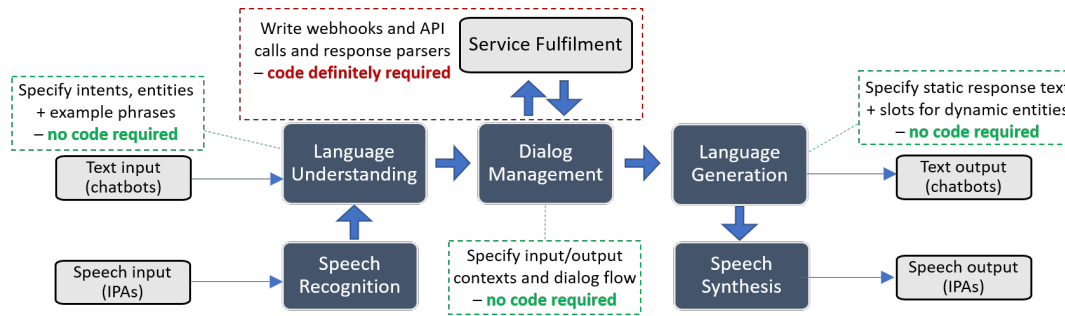 Write webhooks and API
calls and response parsers
– code definitely required
Service Fulfilment
Specify intents, entities
+ example phrases
– no code required
Specify static response text
+ slots for dynamic entities
– no code required
Text input
(chatbots)
Language
Understanding
Dialog
Management
Language
Generation
Text output
(chatbots)
Speech input
(IPAs)
Speech
Recognition
Specify input/output
contexts and dialog flow
– no code required
Speech
Synthesis
Speech output
(IPAs)